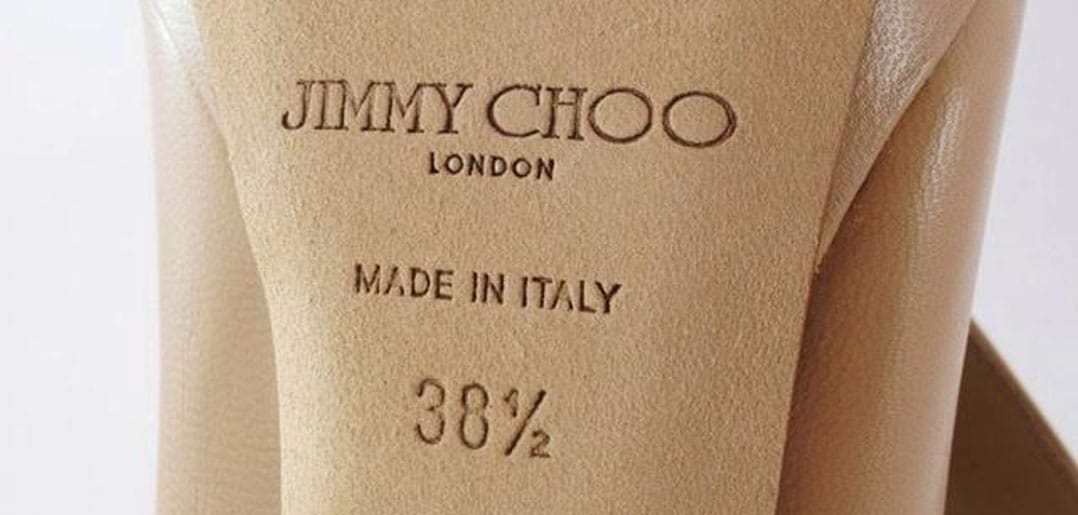 JIMMY CHOO
LONDON
MADE IN ITALY
38½